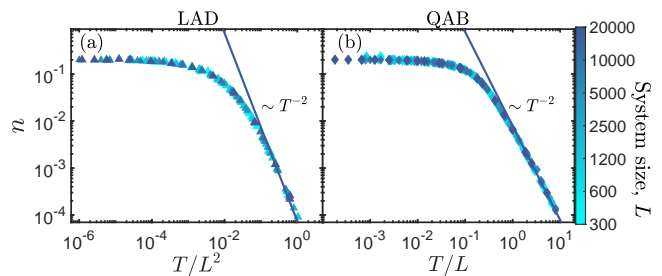 LAD QAB
(a) (b)
n
10^-1
10^-2
10^-3
10^-4
∼ T^−2
∼ T^−2
10^-6 10^-4 10^-2 10^0
10^-3 10^-2 10^-1 10^0 10^1
T/L^2
T/L
20000
10000
5000
2500
1200
600
300
System size, L